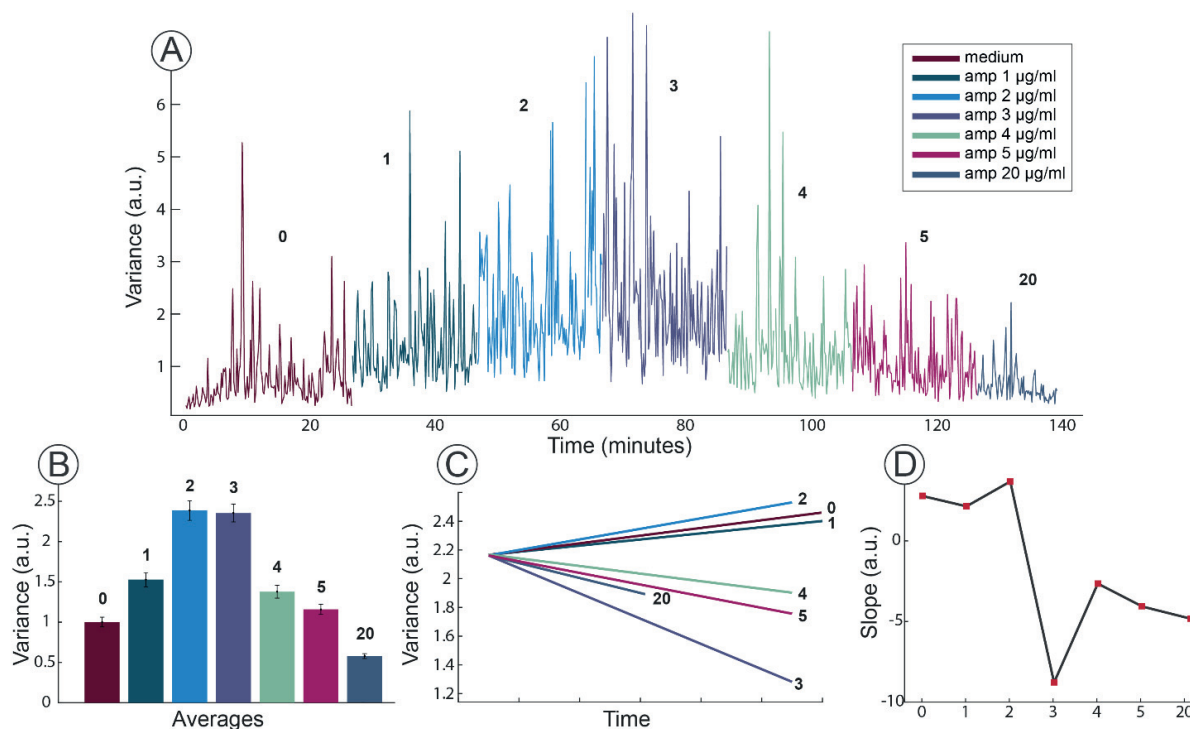 A
0
1
2
3
4
5
20
medium
amp 1 µg/ml
amp 2 µg/ml
amp 3 µg/ml
amp 4 µg/ml
amp 5 µg/ml
amp 20 µg/ml
Variance (a.u.)
6
5
4
3
2
1
0 20 40 60 80 100 120 140
Time (minutes)
B
Variance (a.u.)
2.5
2
1.5
1
0.5
0
0
1
2
3
4
5
20
Averages
C
Variance (a.u.)
2.4
2.2
2
1.8
1.6
1.4
1.2
2
0
1
4
20
5
3
Time
D
Slope (a.u.)
0
-5
-10
0 1 2 3 4 5 20